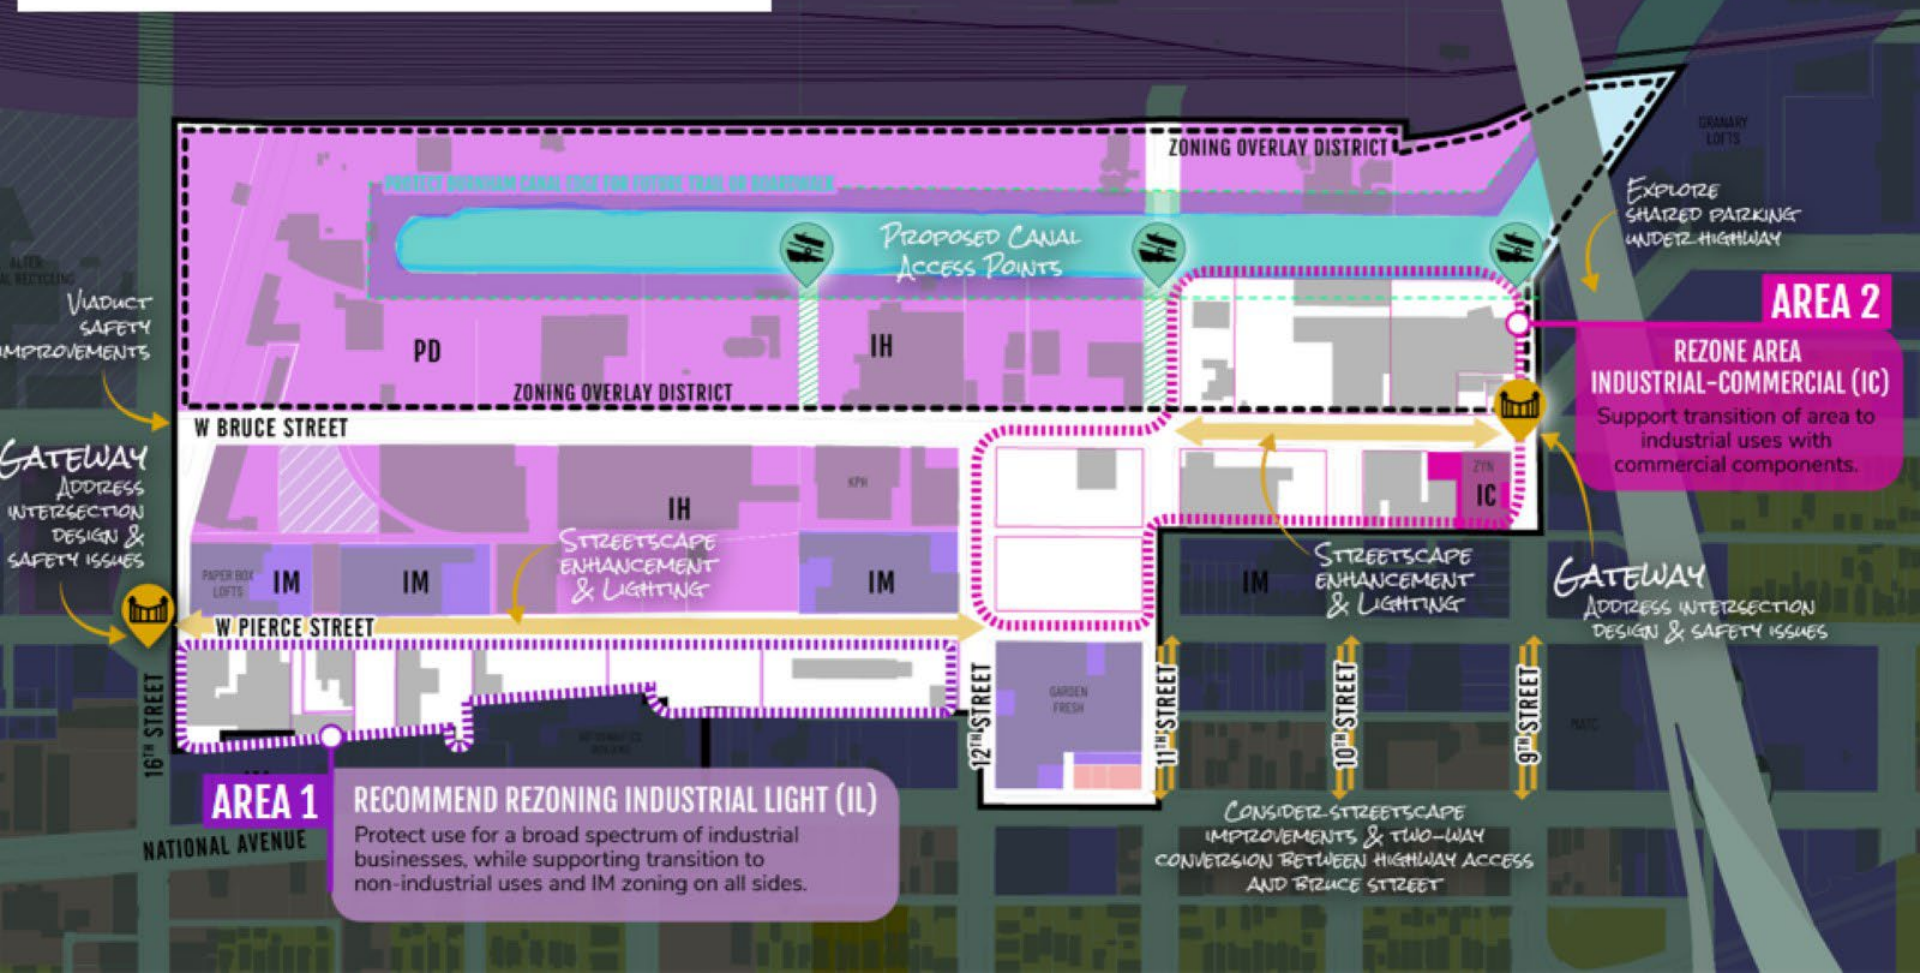 ZONING OVERLAY DISTRICT
GRANARY
LOFTS
PROTECT BURNHAM CANAL EDGE FOR FUTURE TRAIL OR BOARDWALK
EXPLORE
SHARED PARKING
UNDER HIGHWAY
PROPOSED CANAL
ACCESS POINTS
ALTER
RECYCLING
VIADUCT
SAFETY
IMPROVEMENTS
PD
IH
ZONING OVERLAY DISTRICT
AREA 2
REZONE AREA
INDUSTRIAL-COMMERCIAL (IC)
Support transition of area to
industrial uses with
commercial components.
W BRUCE STREET
GATEWAY
ADDRESS
INTERSECTION
DESIGN &
SAFETY ISSUES
KPH
IH
ZYN
IC
STREETSCAPE
ENHANCEMENT
& LIGHTING
PAPER BOX
LOFTS
IM
IM
IM
IM
STREETSCAPE
ENHANCEMENT
& LIGHTING
GATEWAY
ADDRESS INTERSECTION
DESIGN & SAFETY ISSUES
W PIERCE STREET
16TH STREET
12TH STREET
GARDEN
FRESH
11TH STREET
10TH STREET
9TH STREET
MATC
AREA 1
RECOMMEND REZONING INDUSTRIAL LIGHT (IL)
Protect use for a broad spectrum of industrial
businesses, while supporting transition to
non-industrial uses and IM zoning on all sides.
NATIONAL AVENUE
CONSIDER STREETSCAPE
IMPROVEMENTS & TWO-WAY
CONVERSION BETWEEN HIGHWAY ACCESS
AND BRUCE STREET